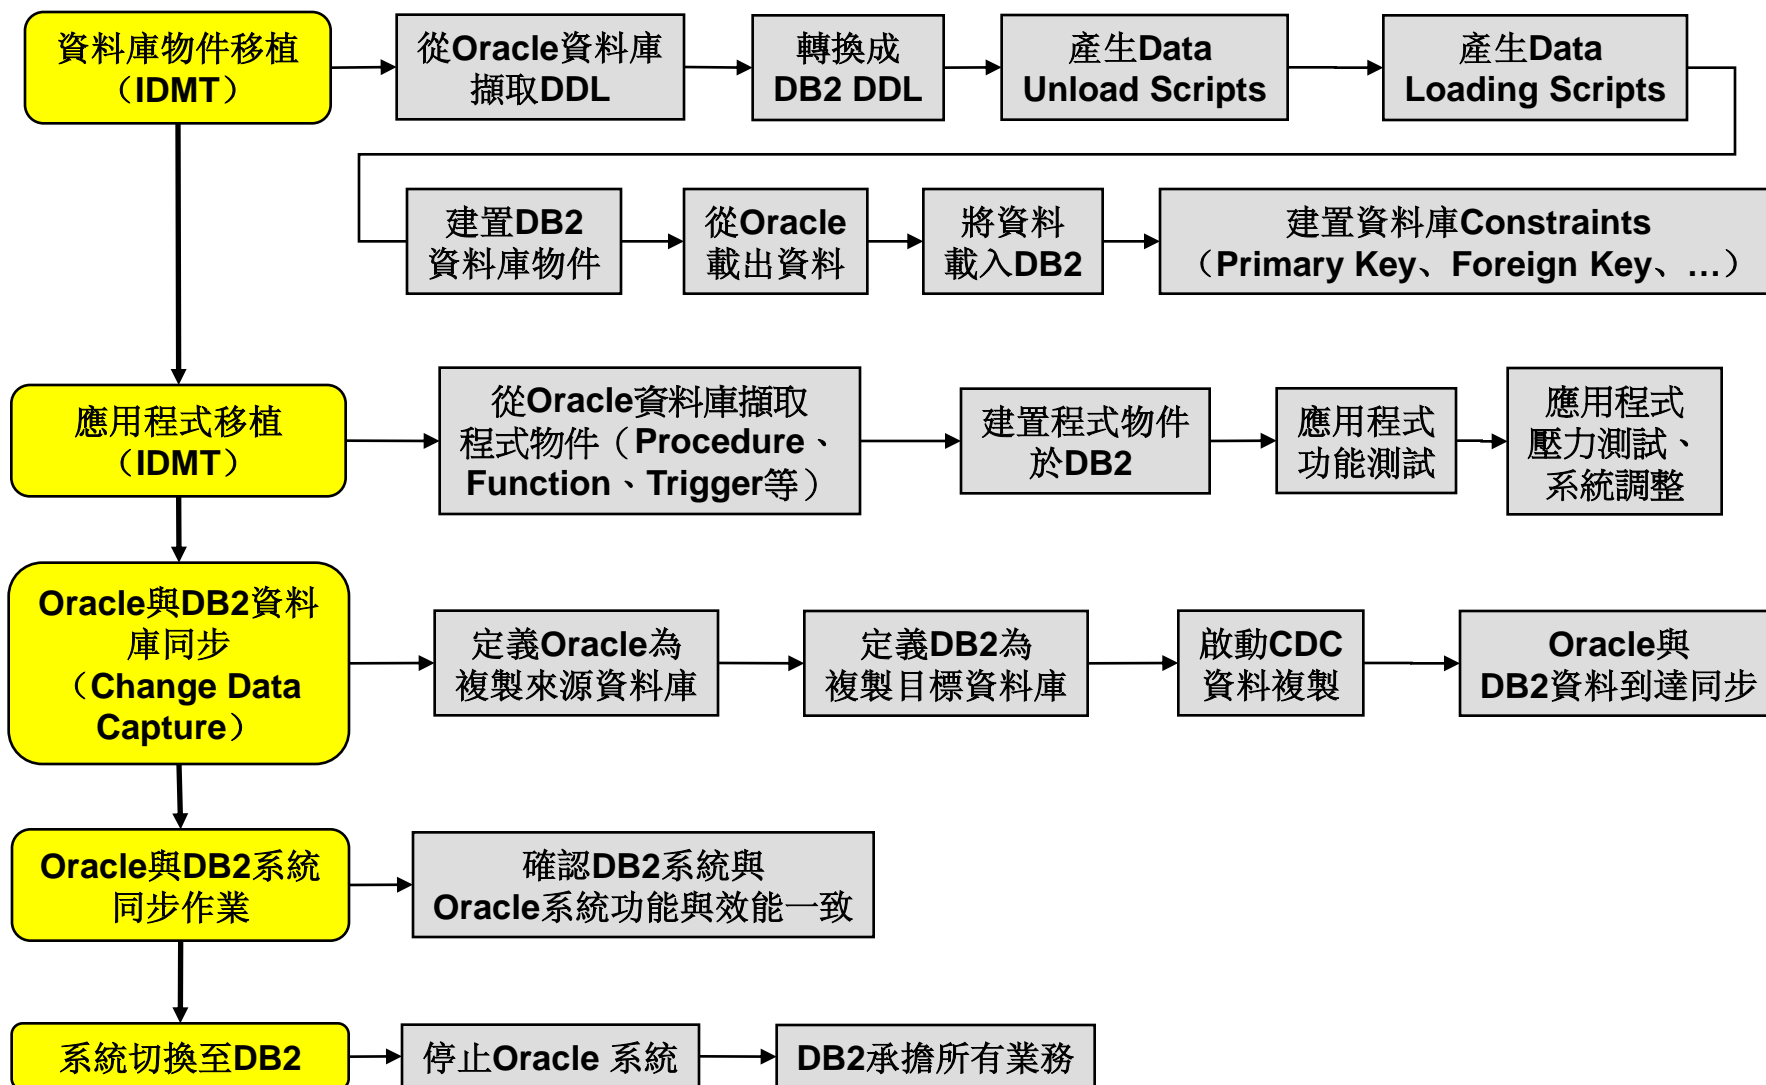 資料庫物件移植
（IDMT）
從Oracle資料庫
擷取DDL
轉換成
DB2 DDL
產生Data
Unload Scripts
產生Data
Loading Scripts
建置DB2
資料庫物件
從Oracle
載出資料
將資料
載入DB2
建置資料庫Constraints
（Primary Key、Foreign Key、…）
應用程式移植
（IDMT）
從Oracle資料庫擷取
程式物件（Procedure、
Function、Trigger等）
建置程式物件
於DB2
應用程式
功能測試
應用程式
壓力測試、
系統調整
Oracle與DB2資料
庫同步
（Change Data
Capture）
定義Oracle為
複製來源資料庫
定義DB2為
複製目標資料庫
啟動CDC
資料複製
Oracle與
DB2資料到達同步
Oracle與DB2系統
同步作業
確認DB2系統與
Oracle系統功能與效能一致
系統切換至DB2
停止Oracle 系統
DB2承擔所有業務